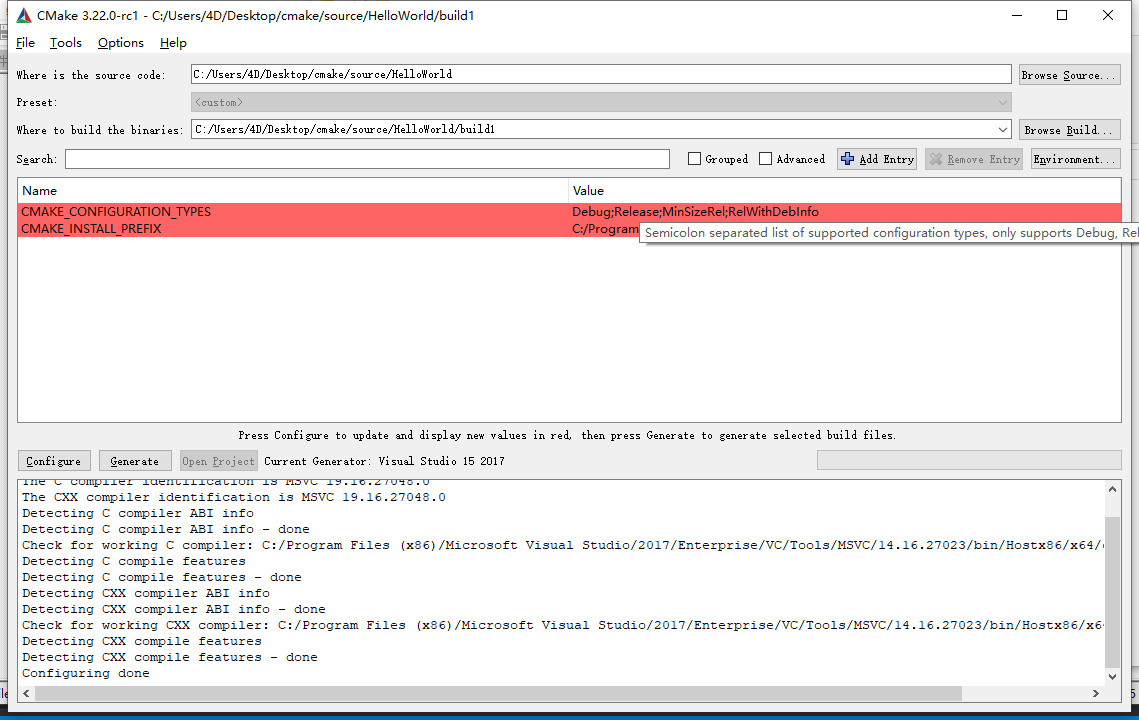 CMake 3.22.0-rc1 - C:/Users/4D/Desktop/cmake/source/HelloWorld/build1
File Tools Options Help
Where is the source code: C:/Users/4D/Desktop/cmake/source/HelloWorld Browse Source...
Preset: <custom>
Where to build the binaries: C:/Users/4D/Desktop/cmake/source/HelloWorld/build1 Browse Build...
Search: Grouped Advanced Add Entry Remove Entry Environment...
Name Value
CMAKE_CONFIGURATION_TYPES Debug;Release;MinSizeRel;RelWithDebInfo
CMAKE_INSTALL_PREFIX C:/Program
Semicolon separated list of supported configuration types, only supports Debug, Rel
Press Configure to update and display new values in red, then press Generate to generate selected build files.
Configure Generate Open Project Current Generator: Visual Studio 15 2017
The C compiler identification is MSVC 19.16.27048.0
The CXX compiler identification is MSVC 19.16.27048.0
Detecting C compiler ABI info
Detecting C compiler ABI info - done
Check for working C compiler: C:/Program Files (x86)/Microsoft Visual Studio/2017/Enterprise/VC/Tools/MSVC/14.16.27023/bin/Hostx86/x64/
Detecting C compile features
Detecting C compile features - done
Detecting CXX compiler ABI info
Detecting CXX compiler ABI info - done
Check for working CXX compiler: C:/Program Files (x86)/Microsoft Visual Studio/2017/Enterprise/VC/Tools/MSVC/14.16.27023/bin/Hostx86/x6
Detecting CXX compile features
Detecting CXX compile features - done
Configuring done